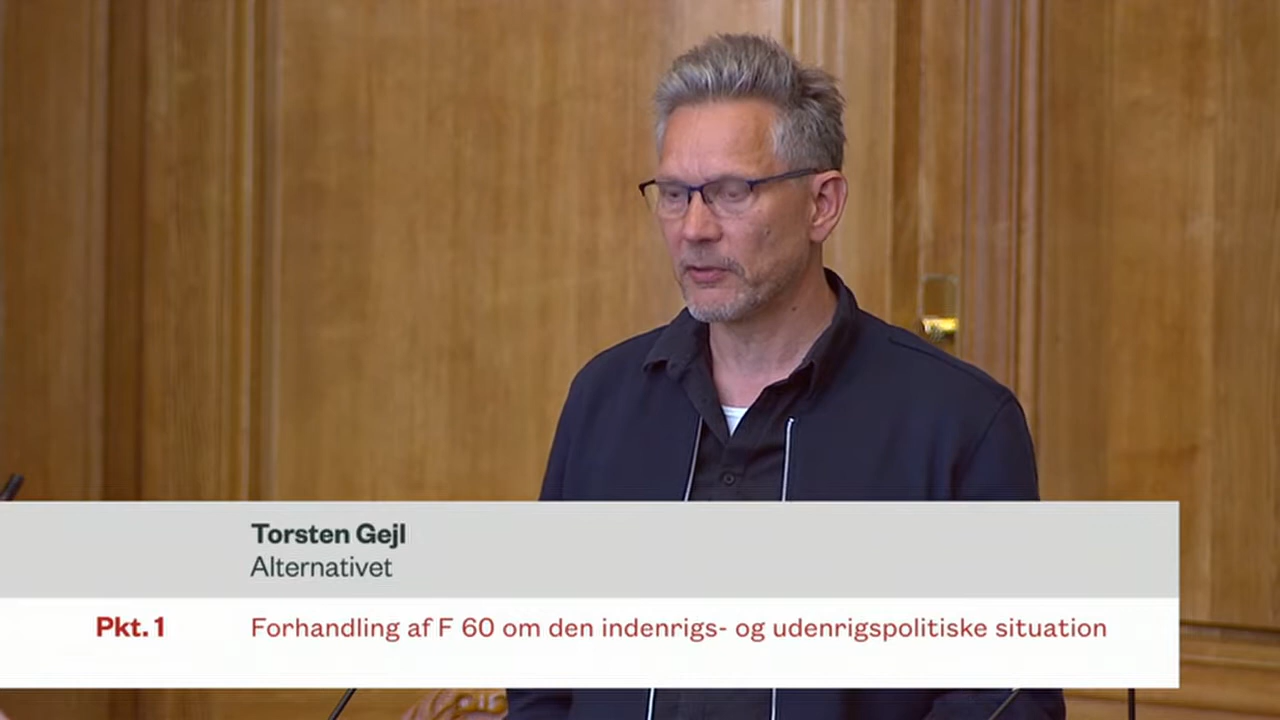 Torsten Gejl
Alternativet
Pkt. 1 Forhandling af F 60 om den indenrigs- og udenrigspolitiske situation